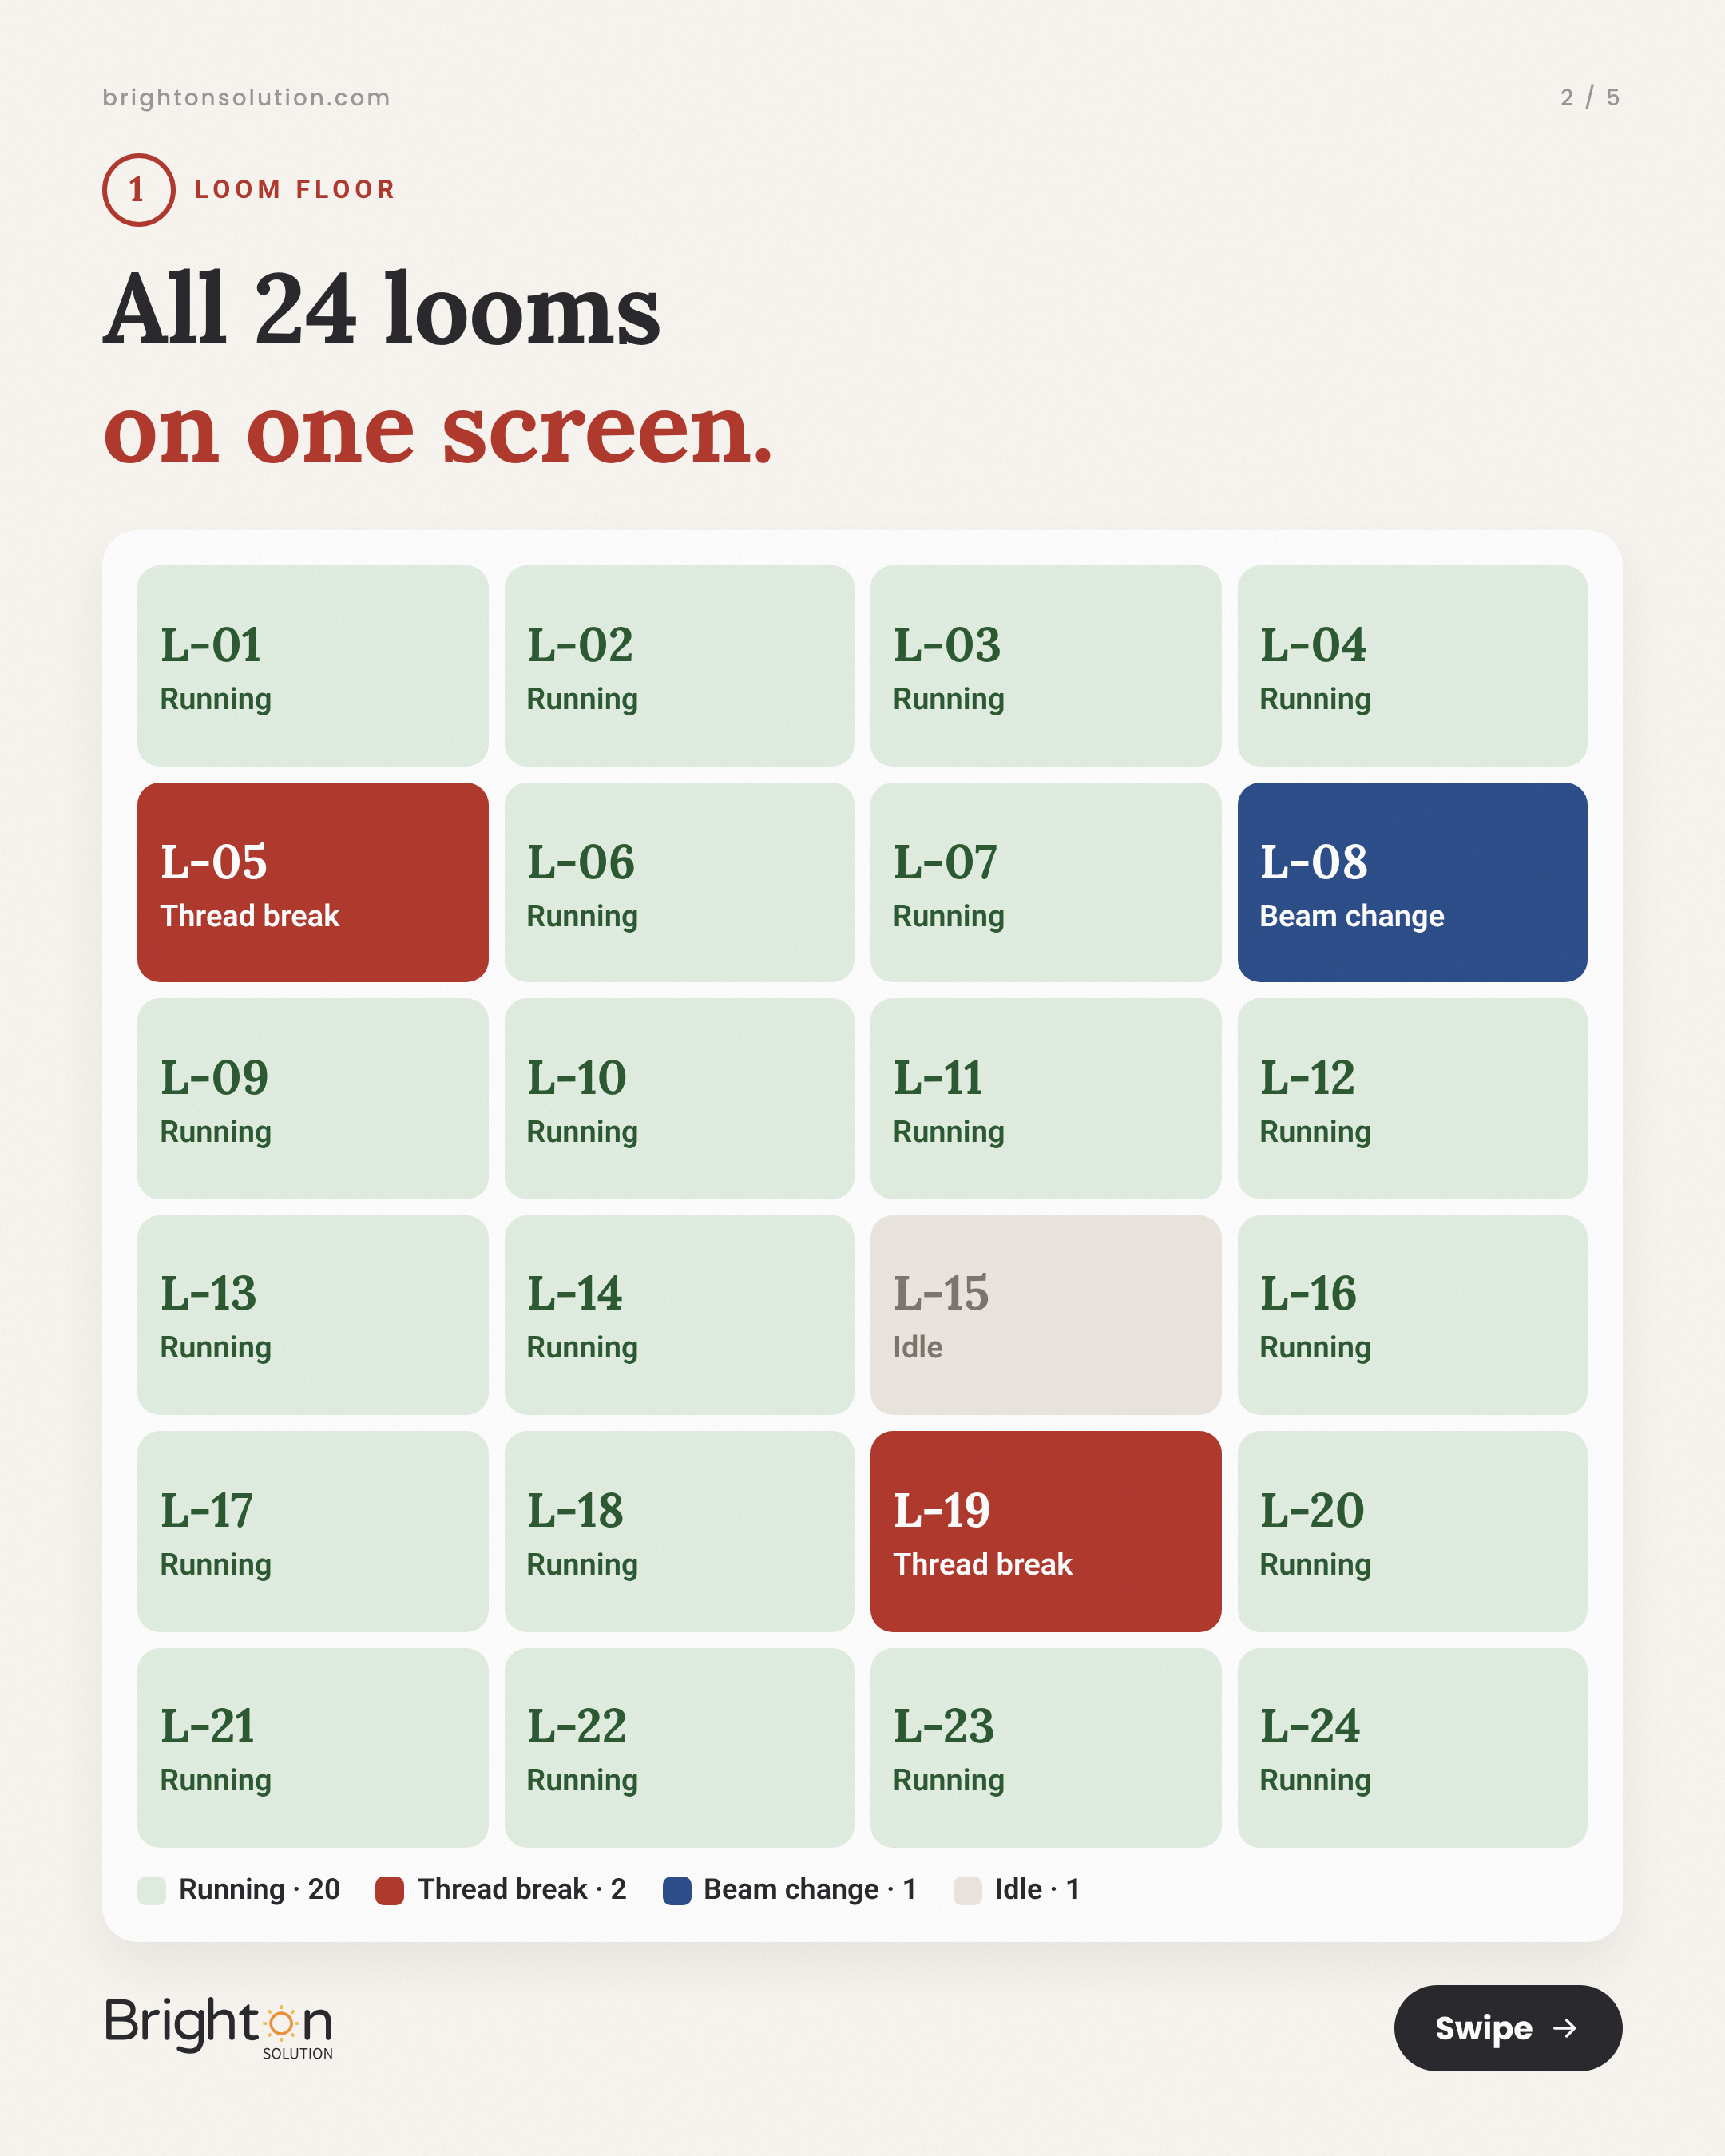 brightonsolution.com
2 / 5
1 LOOM FLOOR
All 24 looms
on one screen.
L-01 L-02 L-03 L-04
Running Running Running Running
L-05 L-06 L-07 L-08
Thread break Running Running Beam change
L-09 L-10 L-11 L-12
Running Running Running Running
L-13 L-14 L-15 L-16
Running Running Idle Running
L-17 L-18 L-19 L-20
Running Running Thread break Running
L-21 L-22 L-23 L-24
Running Running Running Running
Running · 20 Thread break · 2 Beam change · 1 Idle · 1
Brighton
SOLUTION
Swipe →